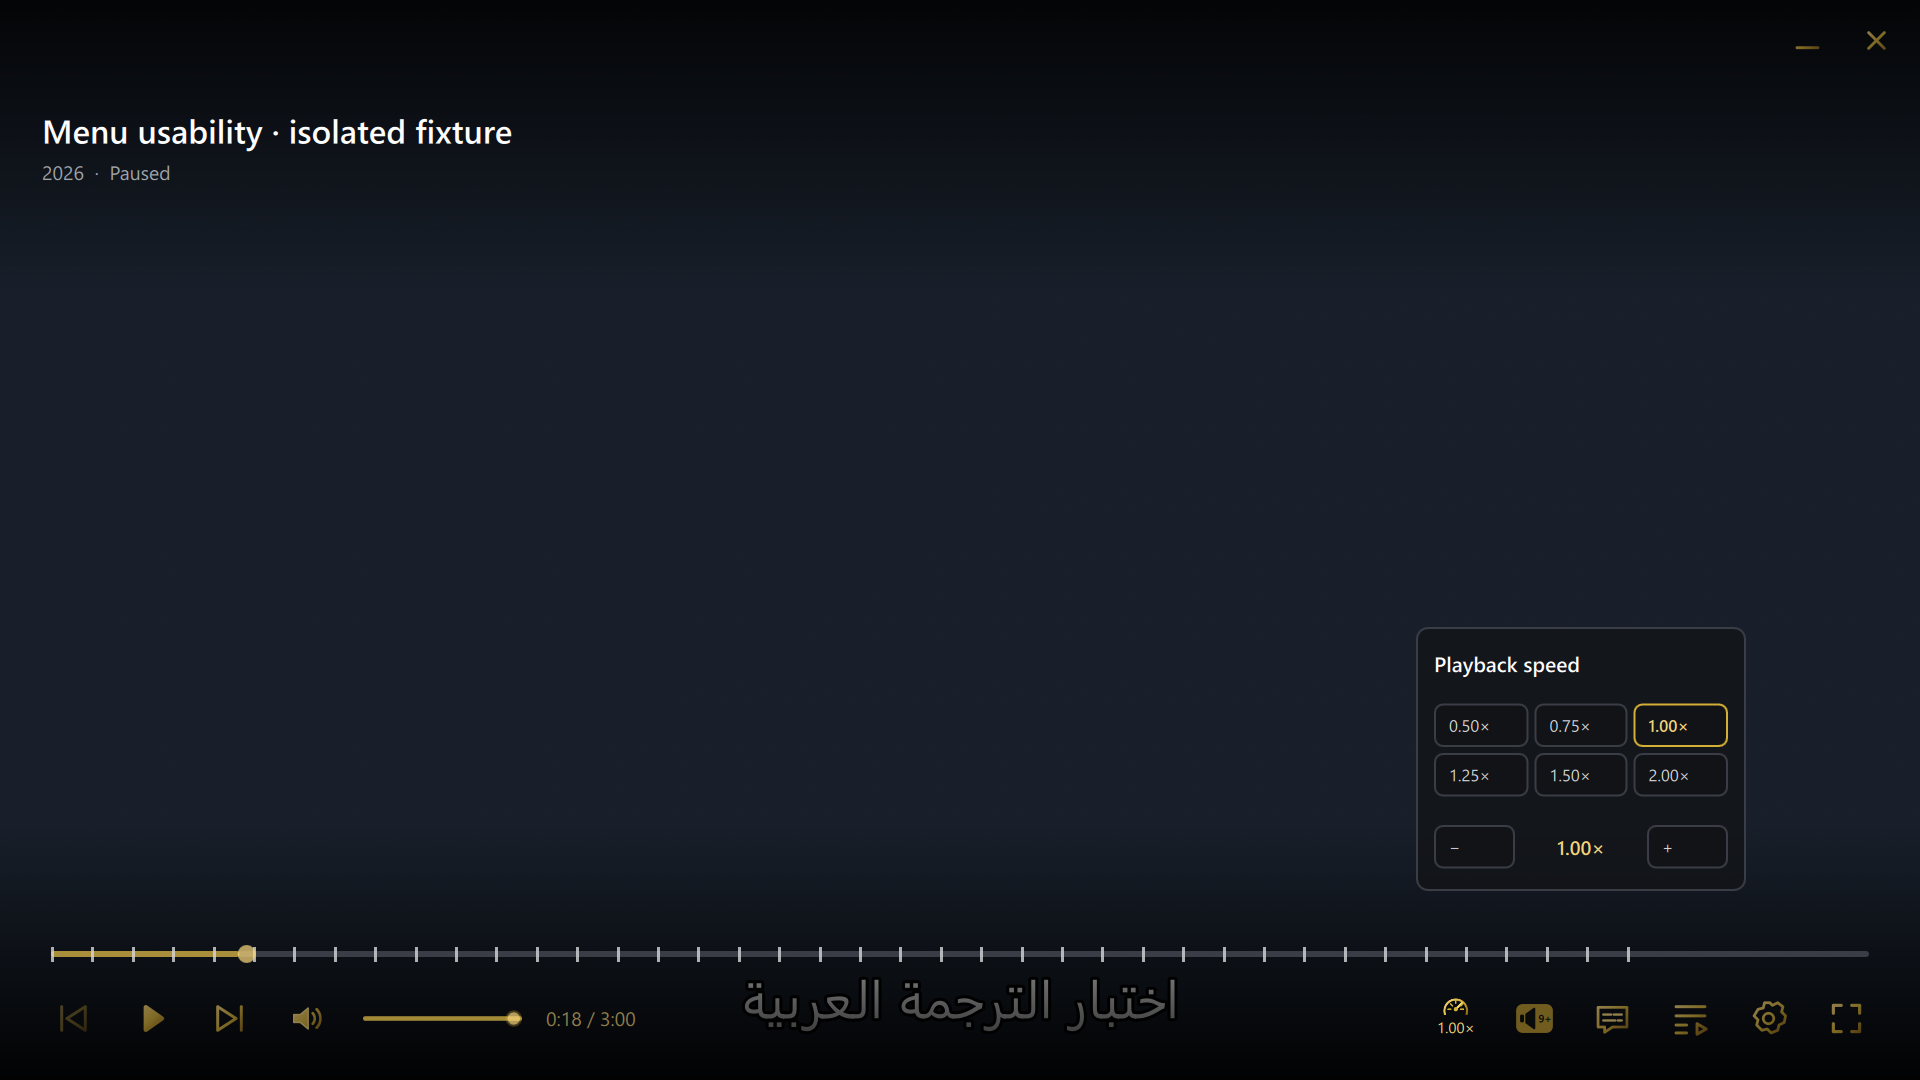 Menu usability · isolated fixture
2026 · Paused
Playback speed
0.50× 0.75× 1.00×
1.25× 1.50× 2.00×
− 1.00× +
اختبار الترجمة العربية
0:18 / 3:00
1.00×
9+